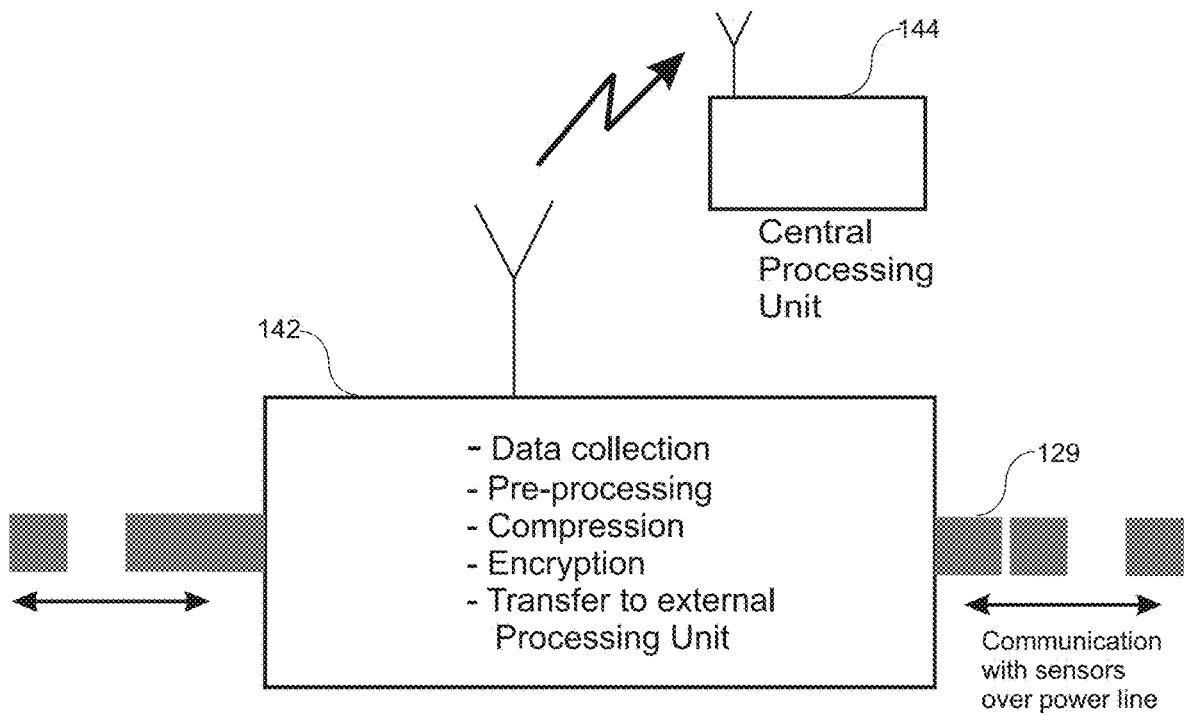 144
Central
Processing
Unit
142
- Data collection
- Pre-processing
- Compression
- Encryption
- Transfer to external
Processing Unit
129
Communication
with sensors
over power line